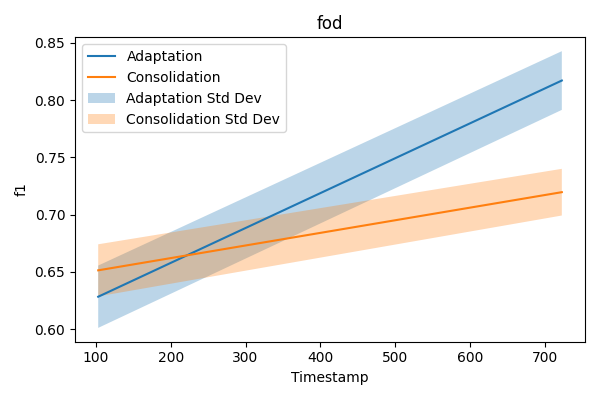 fod
Adaptation
Consolidation
Adaptation Std Dev
Consolidation Std Dev
f1
0.85
0.80
0.75
0.70
0.65
0.60
100 200 300 400 500 600 700
Timestamp